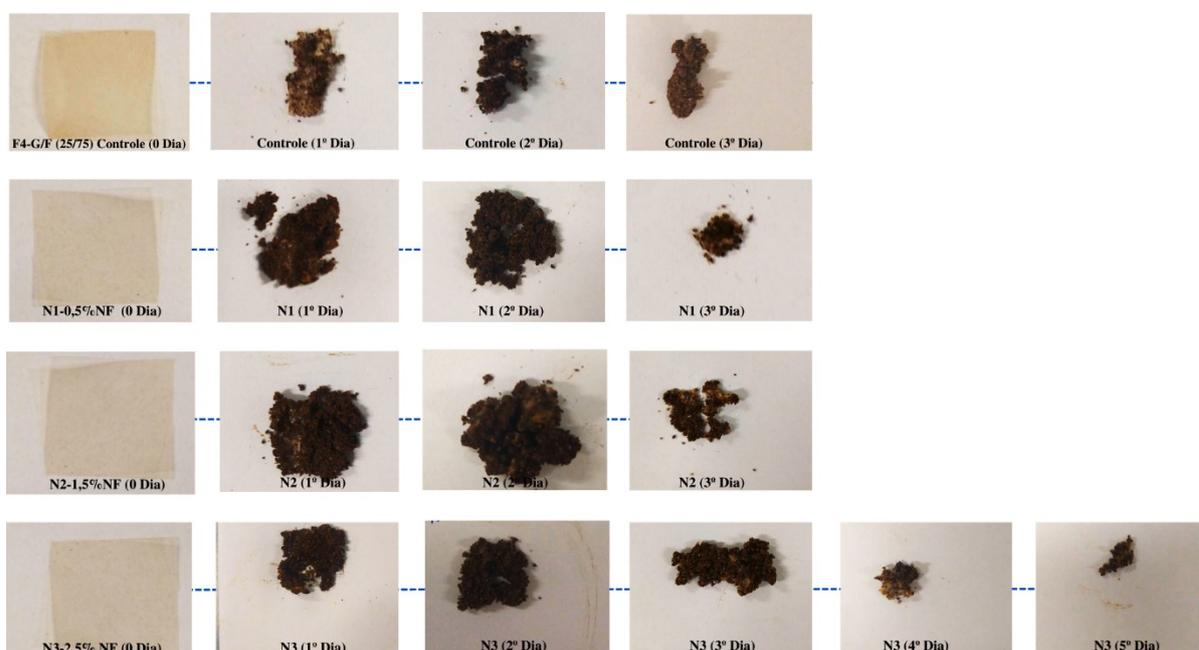 F4-G/F (25/75) Controle (0 Dia)
Controle (1º Dia)
Controle (2º Dia)
Controle (3º Dia)
N1-0,5%NF (0 Dia)
N1 (1º Dia)
N1 (2º Dia)
N1 (3º Dia)
N2-1,5%NF (0 Dia)
N2 (1º Dia)
N2 (2º Dia)
N2 (3º Dia)
N3-2,5% NF (0 Dia)
N3 (1º Dia)
N3 (2º Dia)
N3 (3º Dia)
N3 (4º Dia)
N3 (5º Dia)